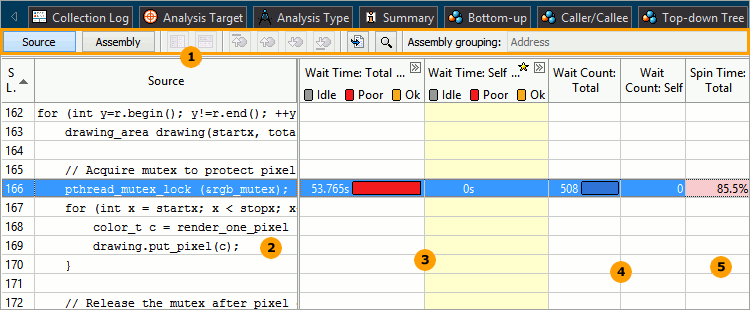 Collection Log Analysis Target Analysis Type Summary Bottom-up Caller/Callee Top-down Tree
Source Assembly Assembly grouping: Address
1
S L. Source Wait Time: Total ... Wait Time: Self ... Wait Count: Total Wait Count: Self Spin Time: Total
Idle Poor Ok Idle Poor Ok
162 for (int y=r.begin(); y!=r.end(); ++y
163 drawing_area drawing(startx, tota
164
165 // Acquire mutex to protect pixel
166 pthread_mutex_lock (&rgb_mutex); 53.765s 0s 508 0 85.5%
167 for (int x = startx; x < stopx; x
168 color_t c = render_one_pixel
169 drawing.put_pixel(c); 2 3 4 5
170 }
171
172 // Release the mutex after pixel